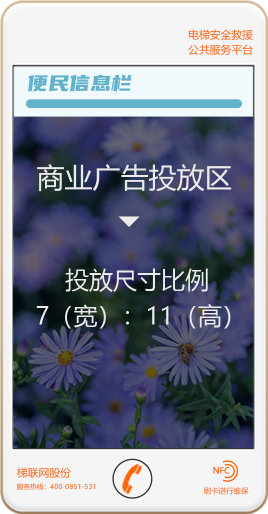 电梯安全救援
公共服务平台
便民信息栏
商业广告投放区
投放尺寸比例
7（宽）：11（高）
梯联网股份
服务热线：400-0851-531
NFC
刷卡进行维保